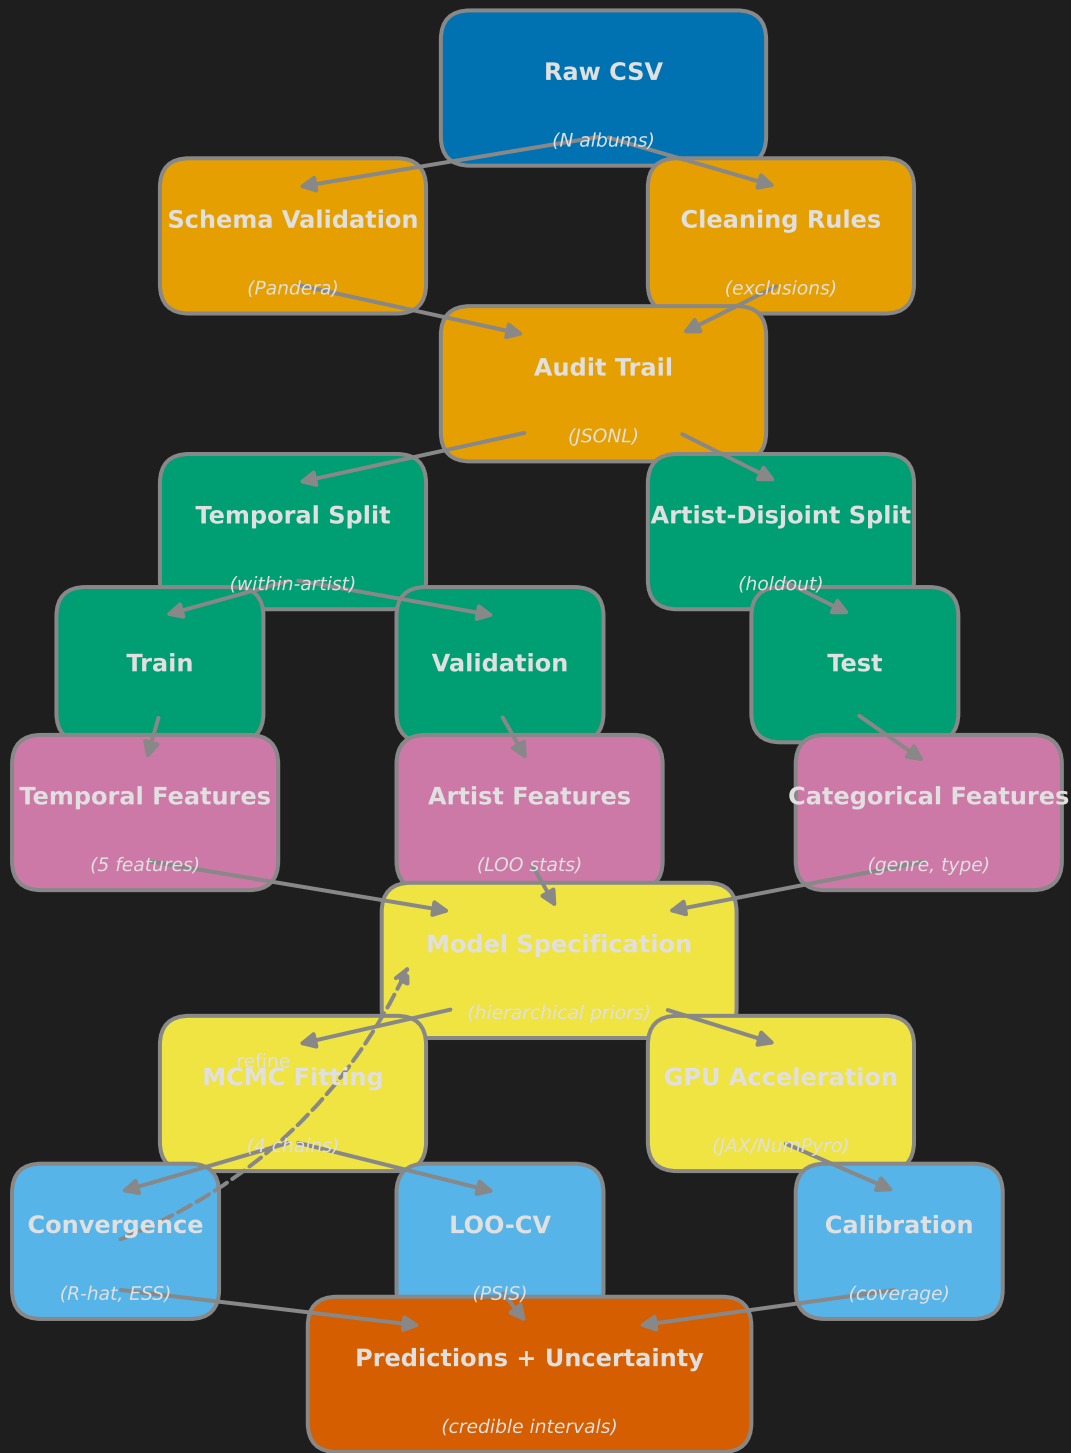 Raw CSV
(N albums)
Schema Validation
(Pandera)
Cleaning Rules
(exclusions)
Audit Trail
(JSONL)
Temporal Split
(within-artist)
Artist-Disjoint Split
(holdout)
Train
Validation
Test
Temporal Features
(5 features)
Artist Features
(LOO stats)
Categorical Features
(genre, type)
Model Specification
(hierarchical priors)
refine
MCMC Fitting
(4 chains)
GPU Acceleration
(JAX/NumPyro)
Convergence
(R-hat, ESS)
LOO-CV
(PSIS)
Calibration
(coverage)
Predictions + Uncertainty
(credible intervals)